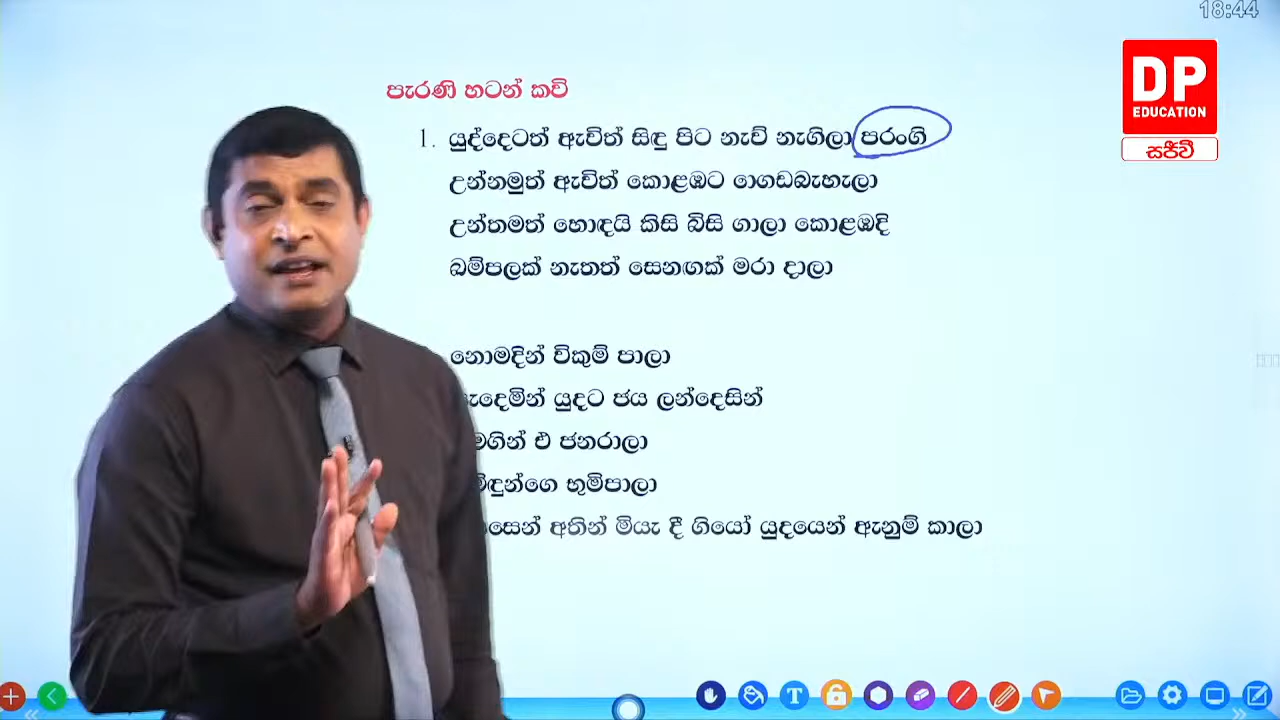 18:44
DP
EDUCATION
සජීවී
පැරණි හටන් කවි
1. යුද්දෙටත් ඇවිත් සිඳු පිට නැව් නැගිලා පරංගි
උන්නමුත් ඇවිත් කොළඹට ගෙඩබැහැලා
උන්තමත් හොඳයි කිසි බිසි ගාලා කොළඹදි
බම්පලක් නැතත් සෙනඟක් මරා දාලා
නොමදින් විකුම් පාලා
යුදට ජය ලන්දෙසින්
එ ජනරාලා
භූමිපාලා
අතින් මියැ දී ගියෝ යුදයෙන් ඇනුම් කාලා